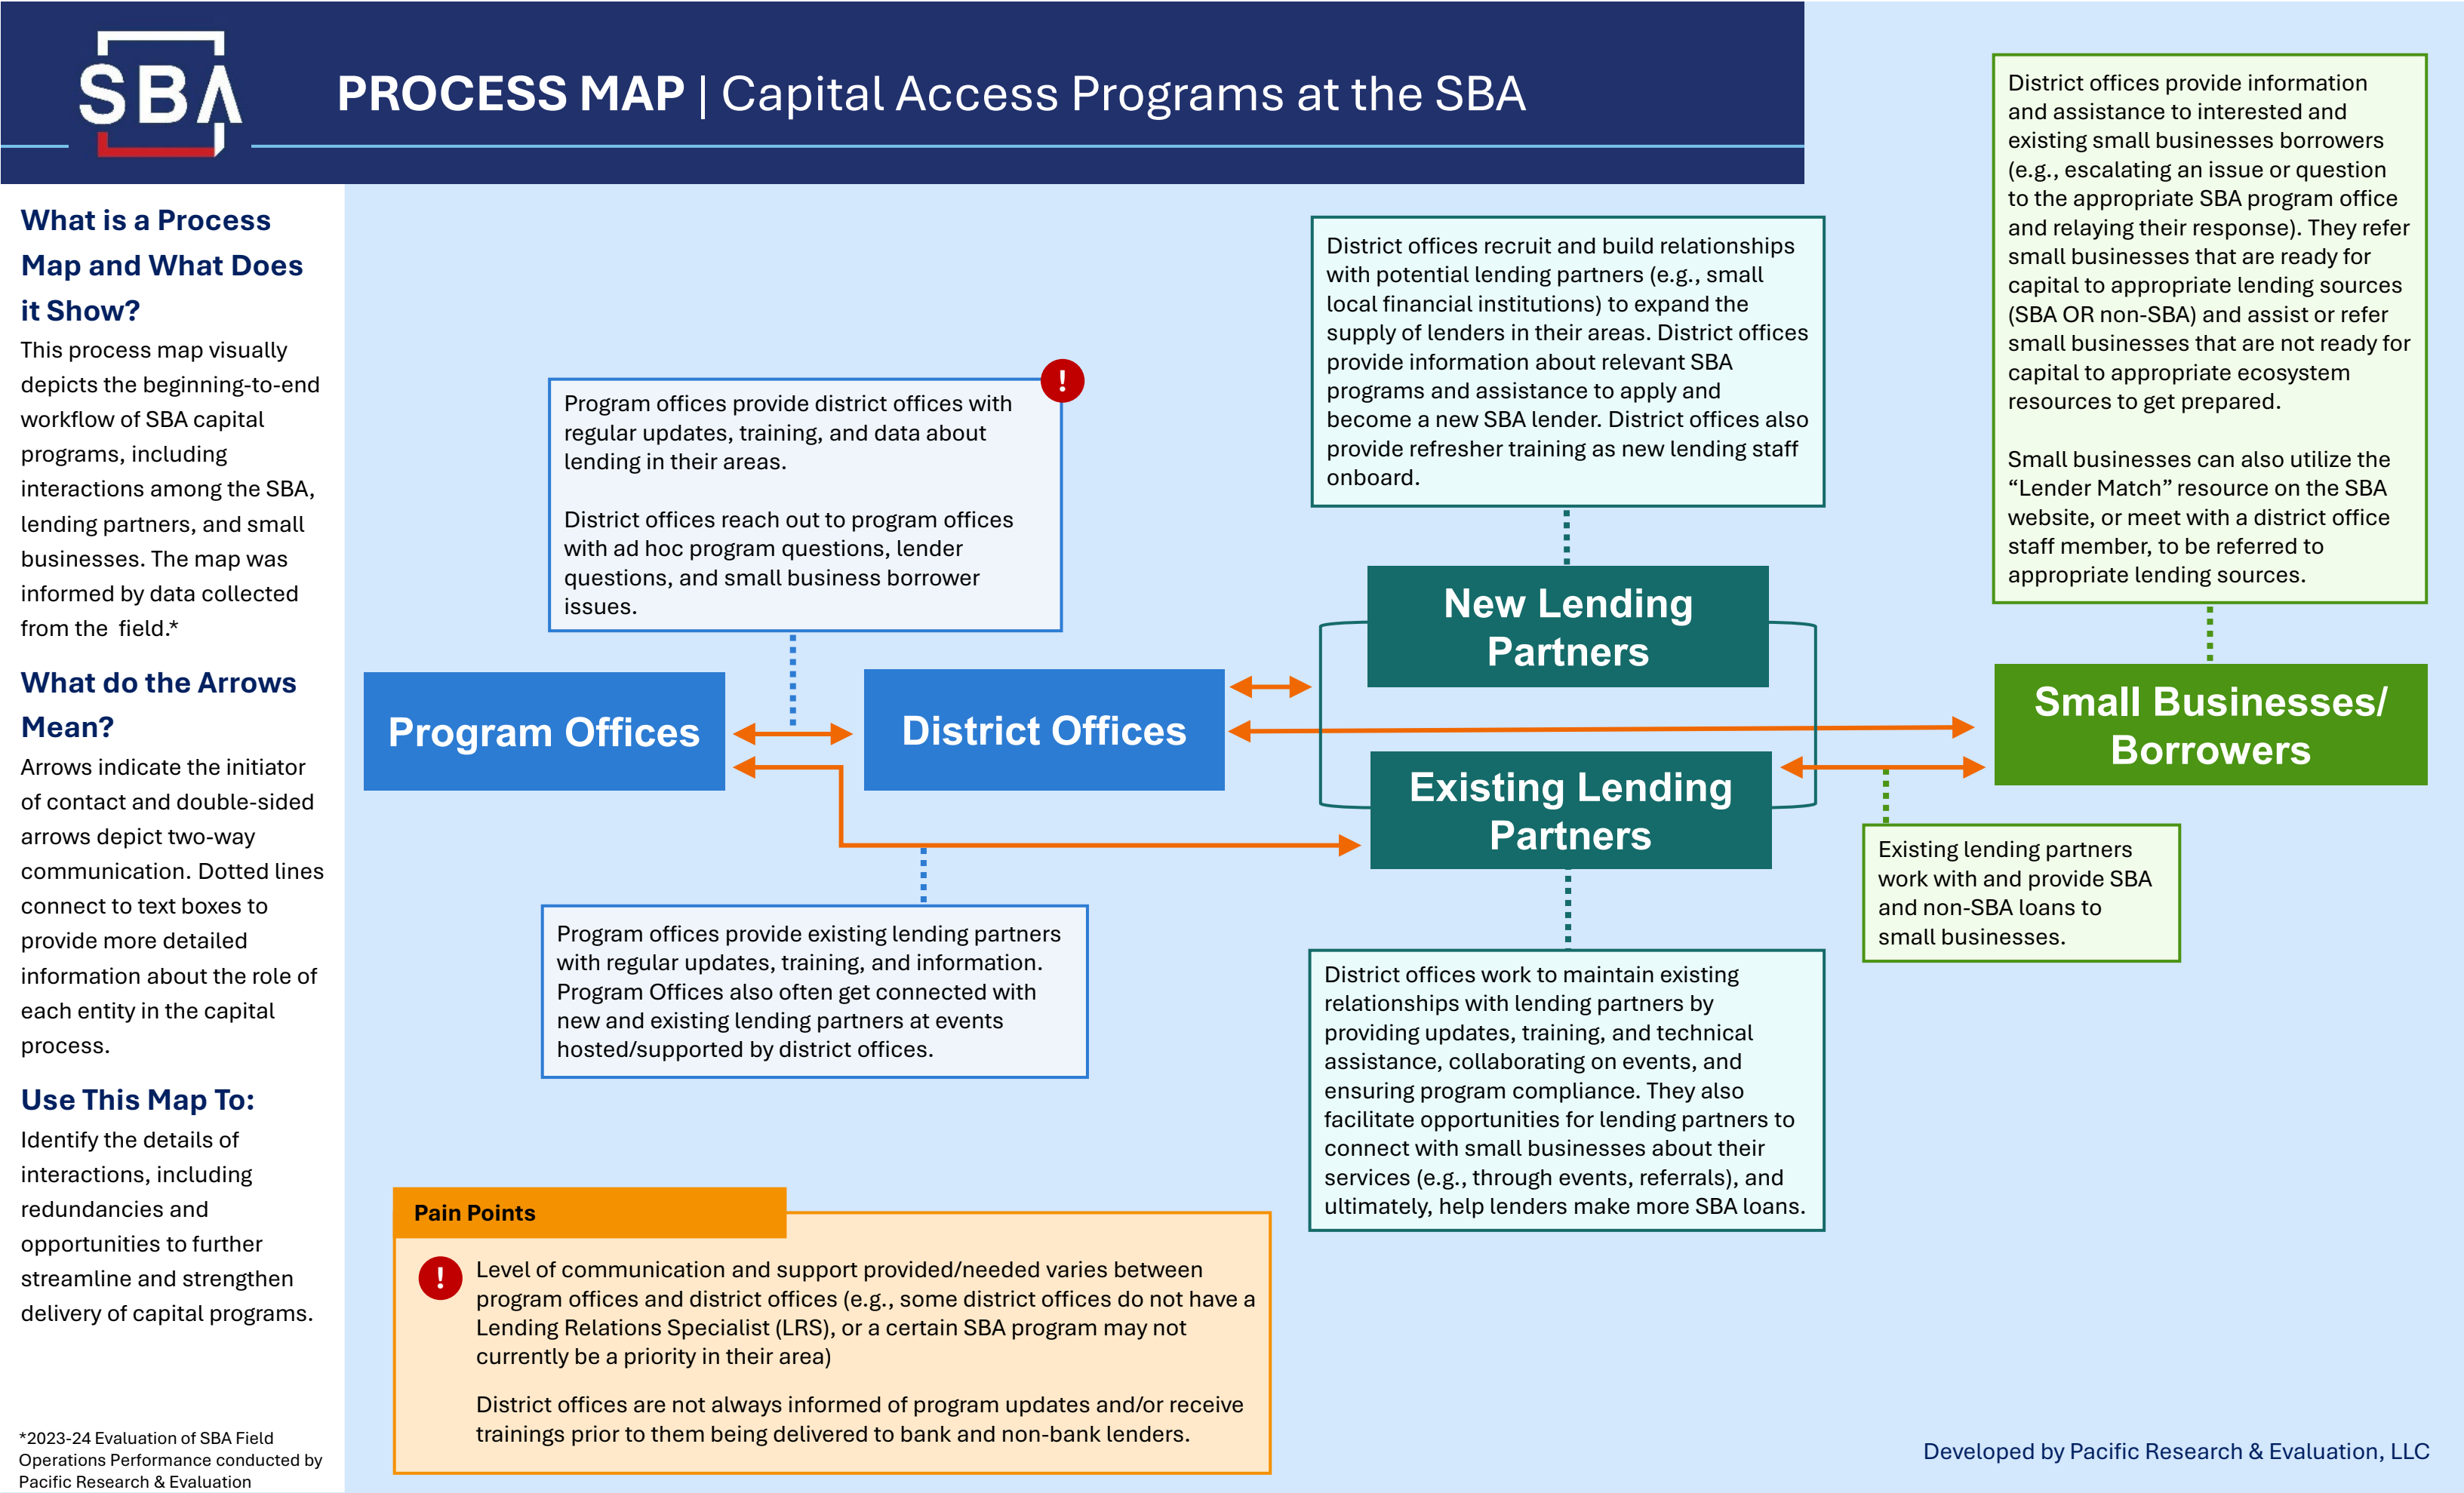 SBA
PROCESS MAP | Capital Access Programs at the SBA
What is a Process
Map and What Does
it Show?
This process map visually
depicts the beginning-to-end
workflow of SBA capital
programs, including
interactions among the SBA,
lending partners, and small
businesses. The map was
informed by data collected
from the field.*
What do the Arrows
Mean?
Arrows indicate the initiator
of contact and double-sided
arrows depict two-way
communication. Dotted lines
connect to text boxes to
provide more detailed
information about the role of
each entity in the capital
process.
Use This Map To:
Identify the details of
interactions, including
redundancies and
opportunities to further
streamline and strengthen
delivery of capital programs.
*2023-24 Evaluation of SBA Field
Operations Performance conducted by
Pacific Research & Evaluation
!
Program offices provide district offices with
regular updates, training, and data about
lending in their areas.
District offices reach out to program offices
with ad hoc program questions, lender
questions, and small business borrower
issues.
District offices recruit and build relationships
with potential lending partners (e.g., small
local financial institutions) to expand the
supply of lenders in their areas. District offices
provide information about relevant SBA
programs and assistance to apply and
become a new SBA lender. District offices also
provide refresher training as new lending staff
onboard.
District offices provide information
and assistance to interested and
existing small businesses borrowers
(e.g., escalating an issue or question
to the appropriate SBA program office
and relaying their response). They refer
small businesses that are ready for
capital to appropriate lending sources
(SBA OR non-SBA) and assist or refer
small businesses that are not ready for
capital to appropriate ecosystem
resources to get prepared.
Small businesses can also utilize the
“Lender Match” resource on the SBA
website, or meet with a district office
staff member, to be referred to
appropriate lending sources.
Program Offices
District Offices
New Lending
Partners
Existing Lending
Partners
Small Businesses/
Borrowers
Program offices provide existing lending partners
with regular updates, training, and information.
Program Offices also often get connected with
new and existing lending partners at events
hosted/supported by district offices.
District offices work to maintain existing
relationships with lending partners by
providing updates, training, and technical
assistance, collaborating on events, and
ensuring program compliance. They also
facilitate opportunities for lending partners to
connect with small businesses about their
services (e.g., through events, referrals), and
ultimately, help lenders make more SBA loans.
Existing lending partners
work with and provide SBA
and non-SBA loans to
small businesses.
Pain Points
!
Level of communication and support provided/needed varies between
program offices and district offices (e.g., some district offices do not have a
Lending Relations Specialist (LRS), or a certain SBA program may not
currently be a priority in their area)
District offices are not always informed of program updates and/or receive
trainings prior to them being delivered to bank and non-bank lenders.
Developed by Pacific Research & Evaluation, LLC